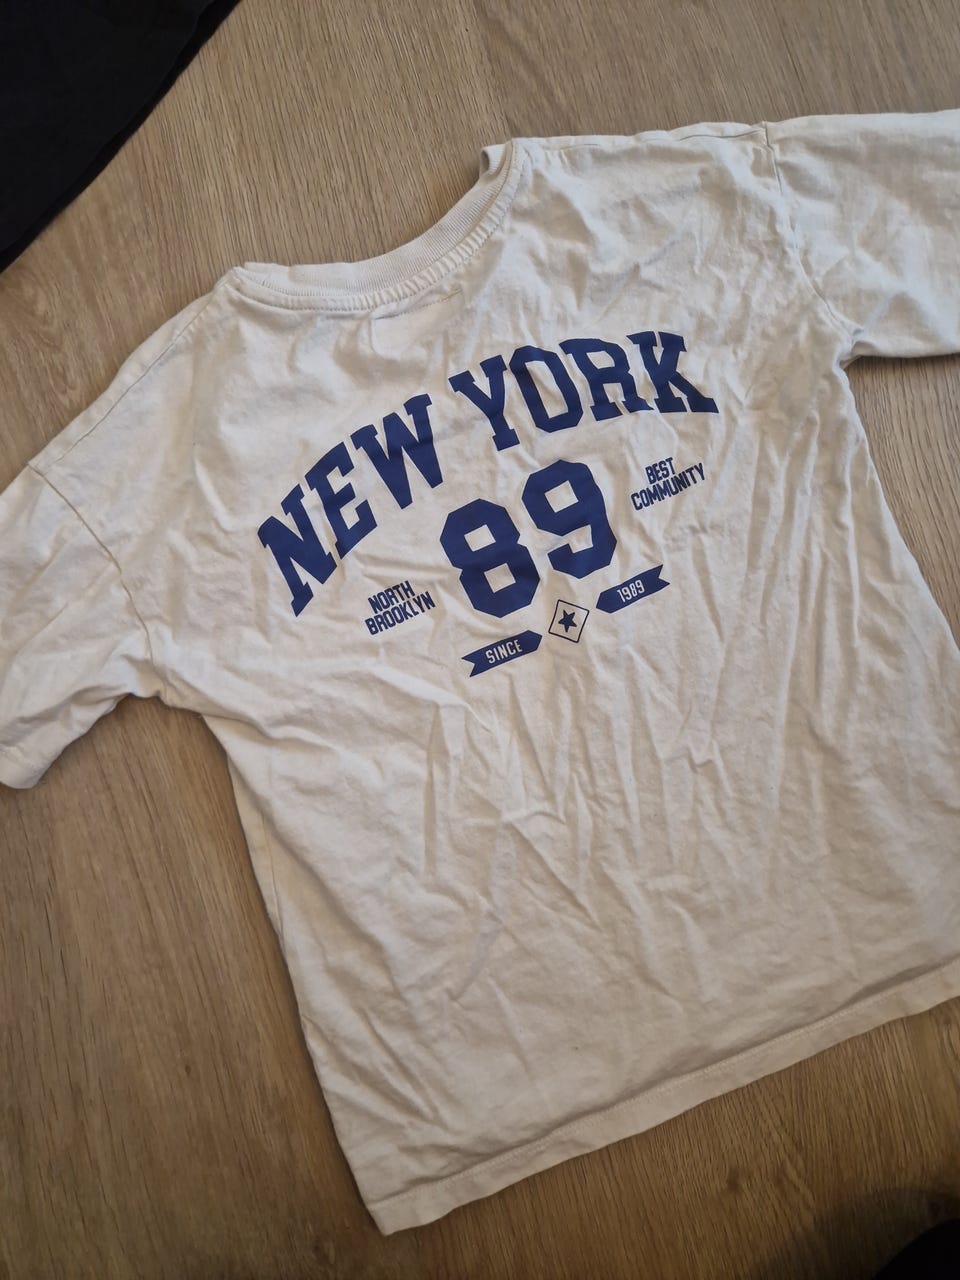 NEW YORK
89
NORTH
BROOKLYN
BEST
COMMUNITY
SINCE
1989